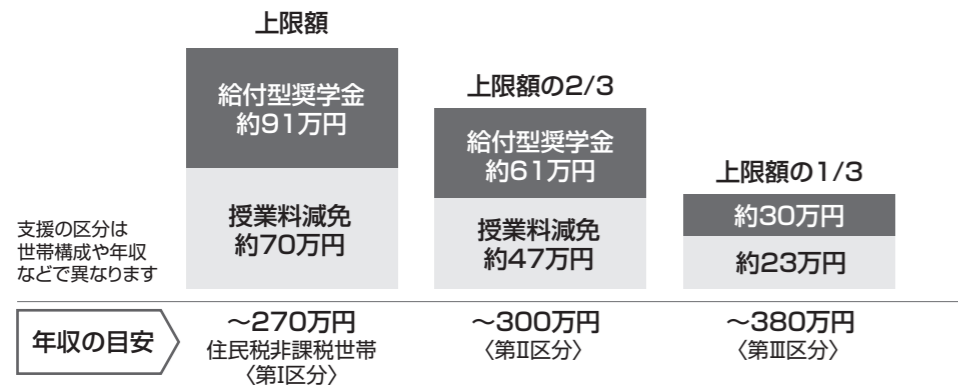 上限額
給付型奨学金
約91万円
授業料減免
約70万円
上限額の2/3
給付型奨学金
約61万円
授業料減免
約47万円
上限額の1/3
約30万円
約23万円
支援の区分は
世帯構成や年収
などで異なります
年収の目安
〜270万円
住民税非課税世帯
〈第Ⅰ区分〉
〜300万円
〈第Ⅱ区分〉
〜380万円
〈第Ⅲ区分〉